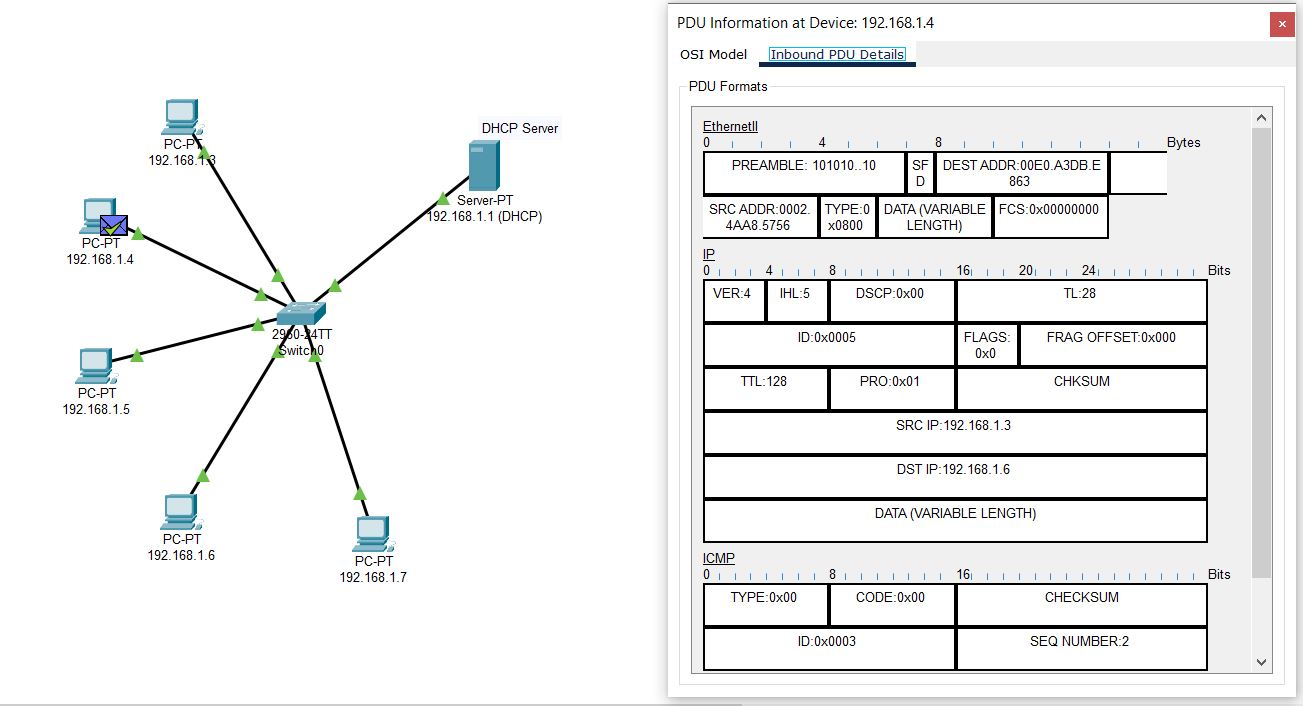 DHCP Server
PC-PT
192.168.1.3
Server-PT
192.168.1.1 (DHCP)
PC-PT
192.168.1.4
2960-24TT
Switch0
PC-PT
192.168.1.5
PC-PT
192.168.1.6
PC-PT
192.168.1.7
PDU Information at Device: 192.168.1.4
OSI Model Inbound PDU Details
PDU Formats
EthernetII
0 4 8 Bytes
PREAMBLE: 101010..10 SF DEST ADDR:00E0.A3DB.E
D 863
SRC ADDR:0002. TYPE:0 DATA (VARIABLE FCS:0x00000000
4AA8.5756 x0800 LENGTH)
IP
0 4 8 16 20 24 Bits
VER:4 IHL:5 DSCP:0x00 TL:28
ID:0x0005 FLAGS: FRAG OFFSET:0x000
0x0
TTL:128 PRO:0x01 CHKSUM
SRC IP:192.168.1.3
DST IP:192.168.1.6
DATA (VARIABLE LENGTH)
ICMP
0 8 16 Bits
TYPE:0x00 CODE:0x00 CHECKSUM
ID:0x0003 SEQ NUMBER:2